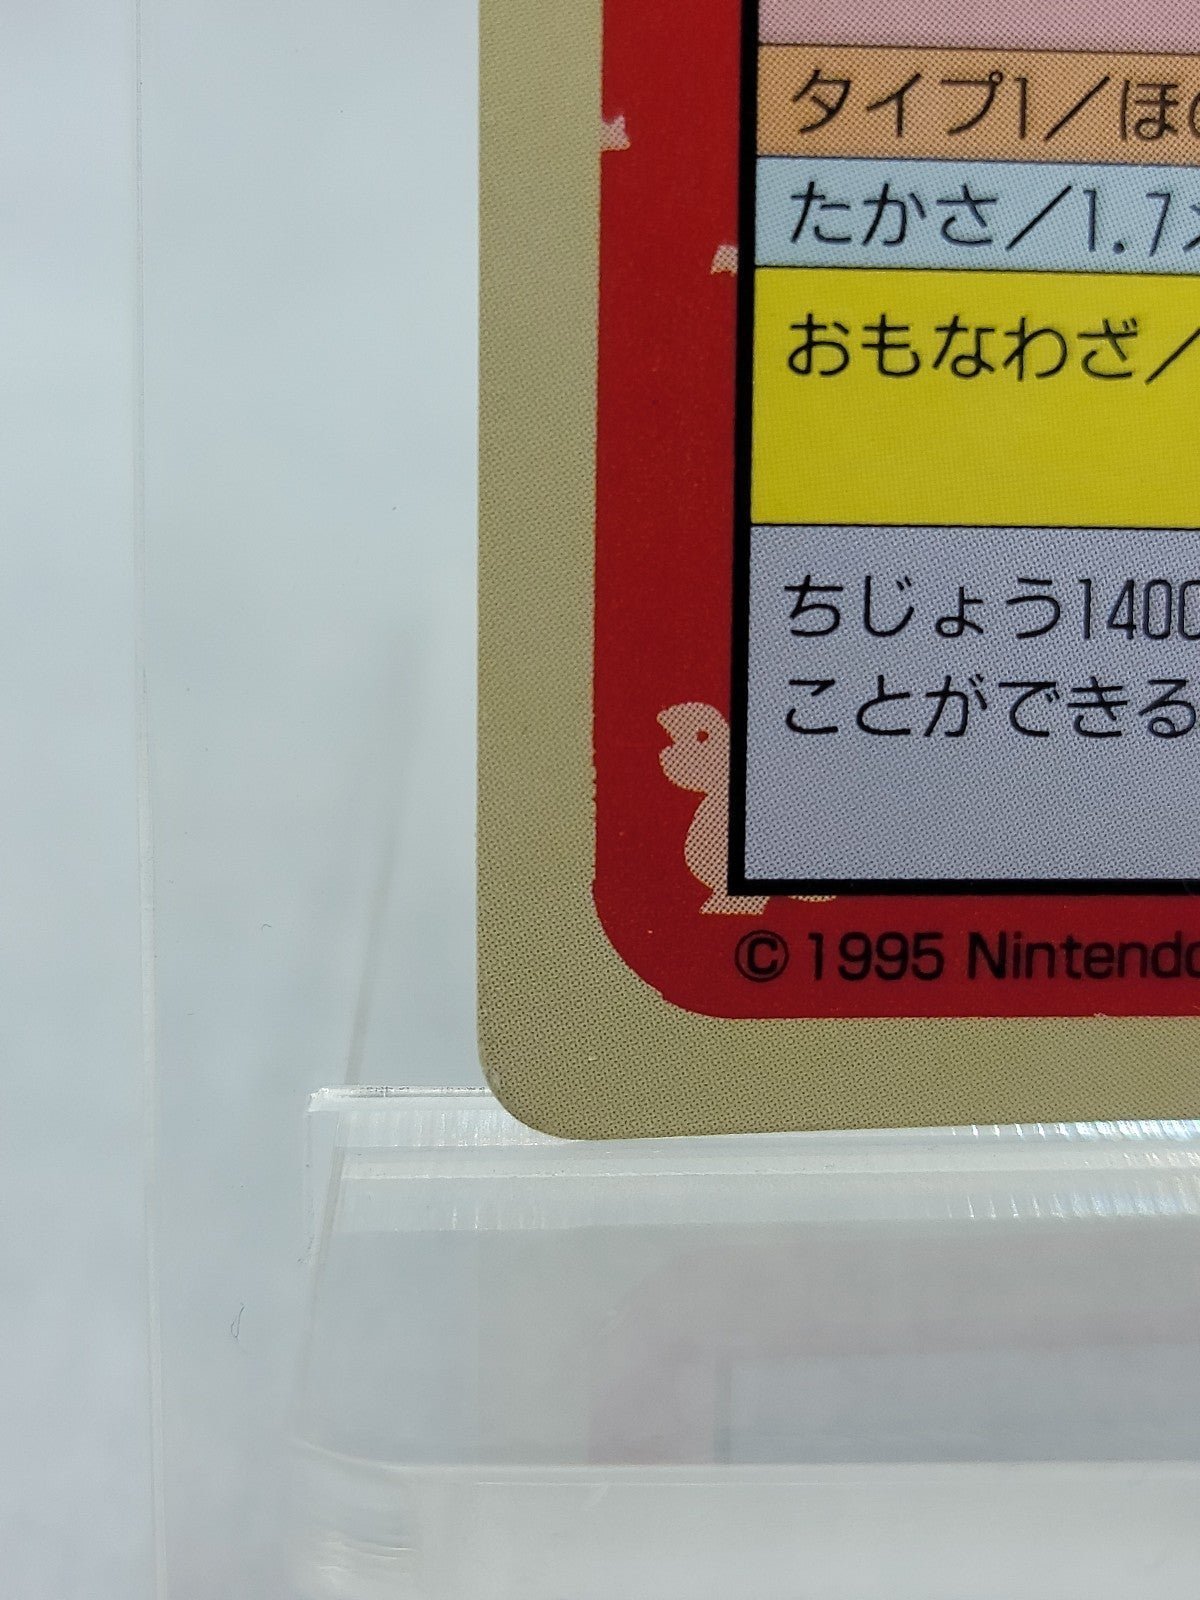 タイプ1／ほ
たかさ／1.7
おもなわざ／
ちじょう1400
ことができる
© 1995 Nintendo